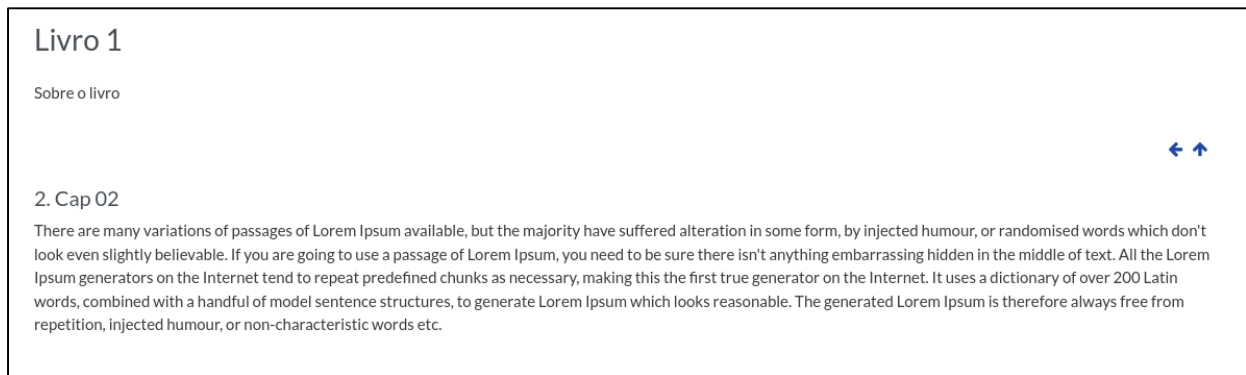 Livro 1
Sobre o livro
2. Cap 02
There are many variations of passages of Lorem Ipsum available, but the majority have suffered alteration in some form, by injected humour, or randomised words which don't
look even slightly believable. If you are going to use a passage of Lorem Ipsum, you need to be sure there isn't anything embarrassing hidden in the middle of text. All the Lorem
Ipsum generators on the Internet tend to repeat predefined chunks as necessary, making this the first true generator on the Internet. It uses a dictionary of over 200 Latin
words, combined with a handful of model sentence structures, to generate Lorem Ipsum which looks reasonable. The generated Lorem Ipsum is therefore always free from
repetition, injected humour, or non-characteristic words etc.